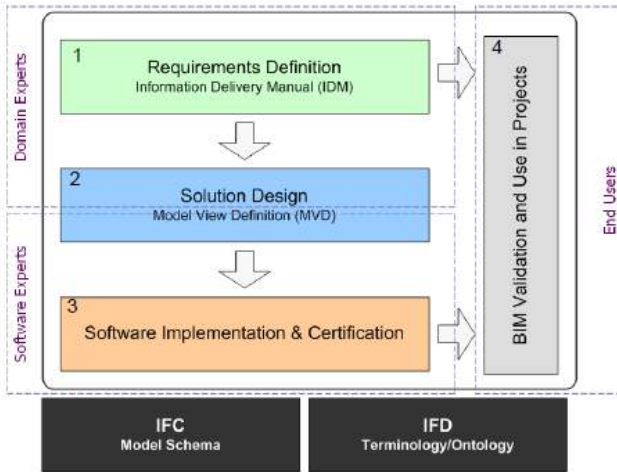 Domain Experts
1
Requirements Definition
Information Delivery Manual (IDM)
2
Solution Design
Model View Definition (MVD)
Software Experts
3
Software Implementation & Certification
4
BIM Validation and Use in Projects
End Users
IFC
Model Schema
IFD
Terminology/Ontology